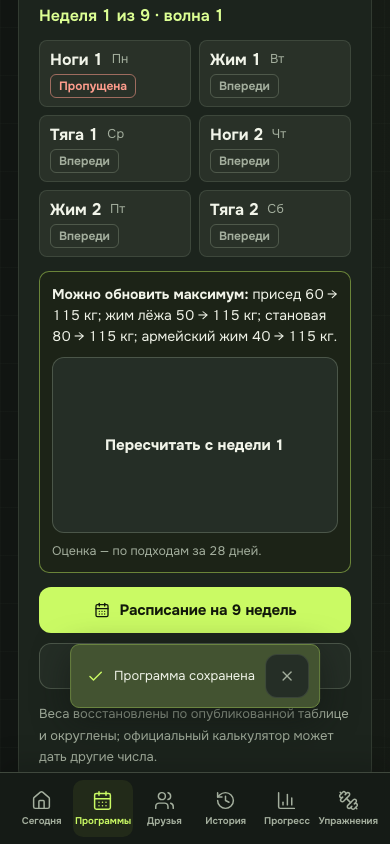 Неделя 1 из 9 · волна 1
Ноги 1 Пн
Пропущена
Жим 1 Вт
Впереди
Тяга 1 Ср
Впереди
Ноги 2 Чт
Впереди
Жим 2 Пт
Впереди
Тяга 2 Сб
Впереди
Можно обновить максимум: присед 60 →
115 кг; жим лёжа 50 → 115 кг; становая
80 → 115 кг; армейский жим 40 → 115 кг.
Пересчитать с недели 1
Оценка — по подходам за 28 дней.
Расписание на 9 недель
Программа сохранена
Веса восстановлены по опубликованной таблице
и округлены; официальный калькулятор может
дать другие числа.
Сегодня
Программы
Друзья
История
Прогресс
Упражнения